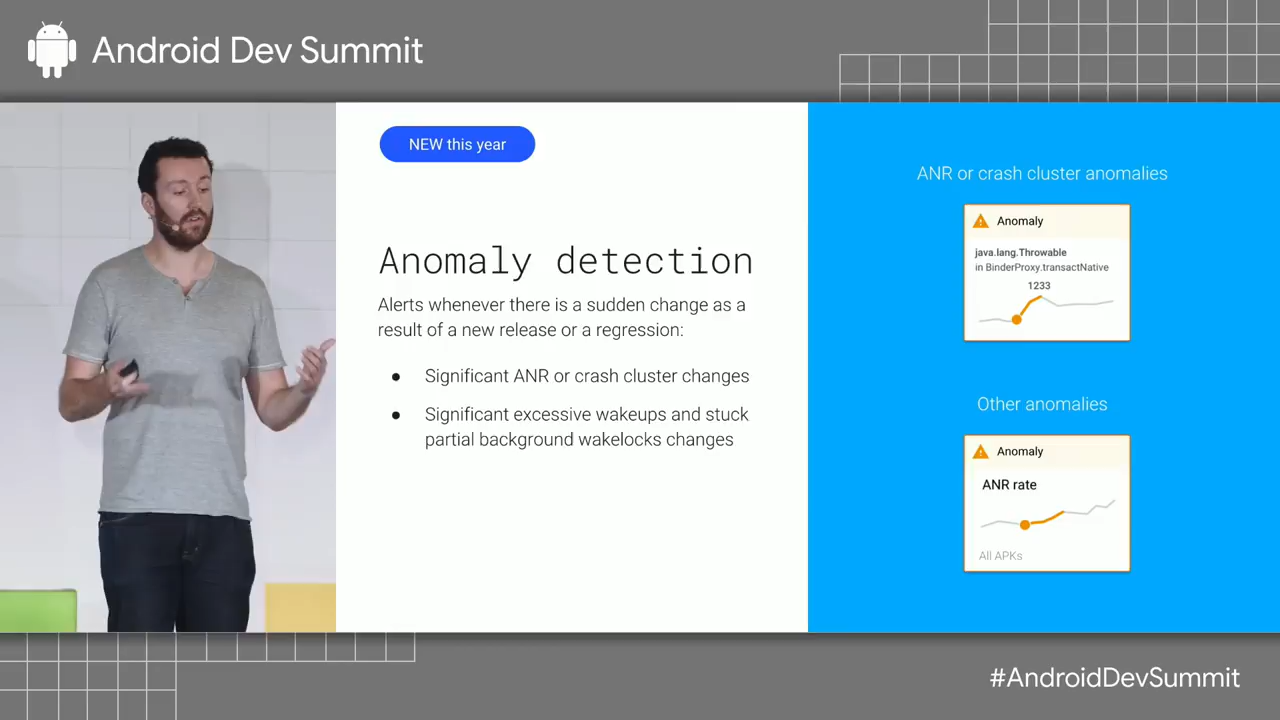 Android Dev Summit
NEW this year
Anomaly detection
Alerts whenever there is a sudden change as a
result of a new release or a regression:
● Significant ANR or crash cluster changes
● Significant excessive wakeups and stuck
partial background wakelocks changes
ANR or crash cluster anomalies
Anomaly
java.lang.Throwable
in BinderProxy.transactNative
1233
Other anomalies
Anomaly
ANR rate
All APKs
#AndroidDevSummit